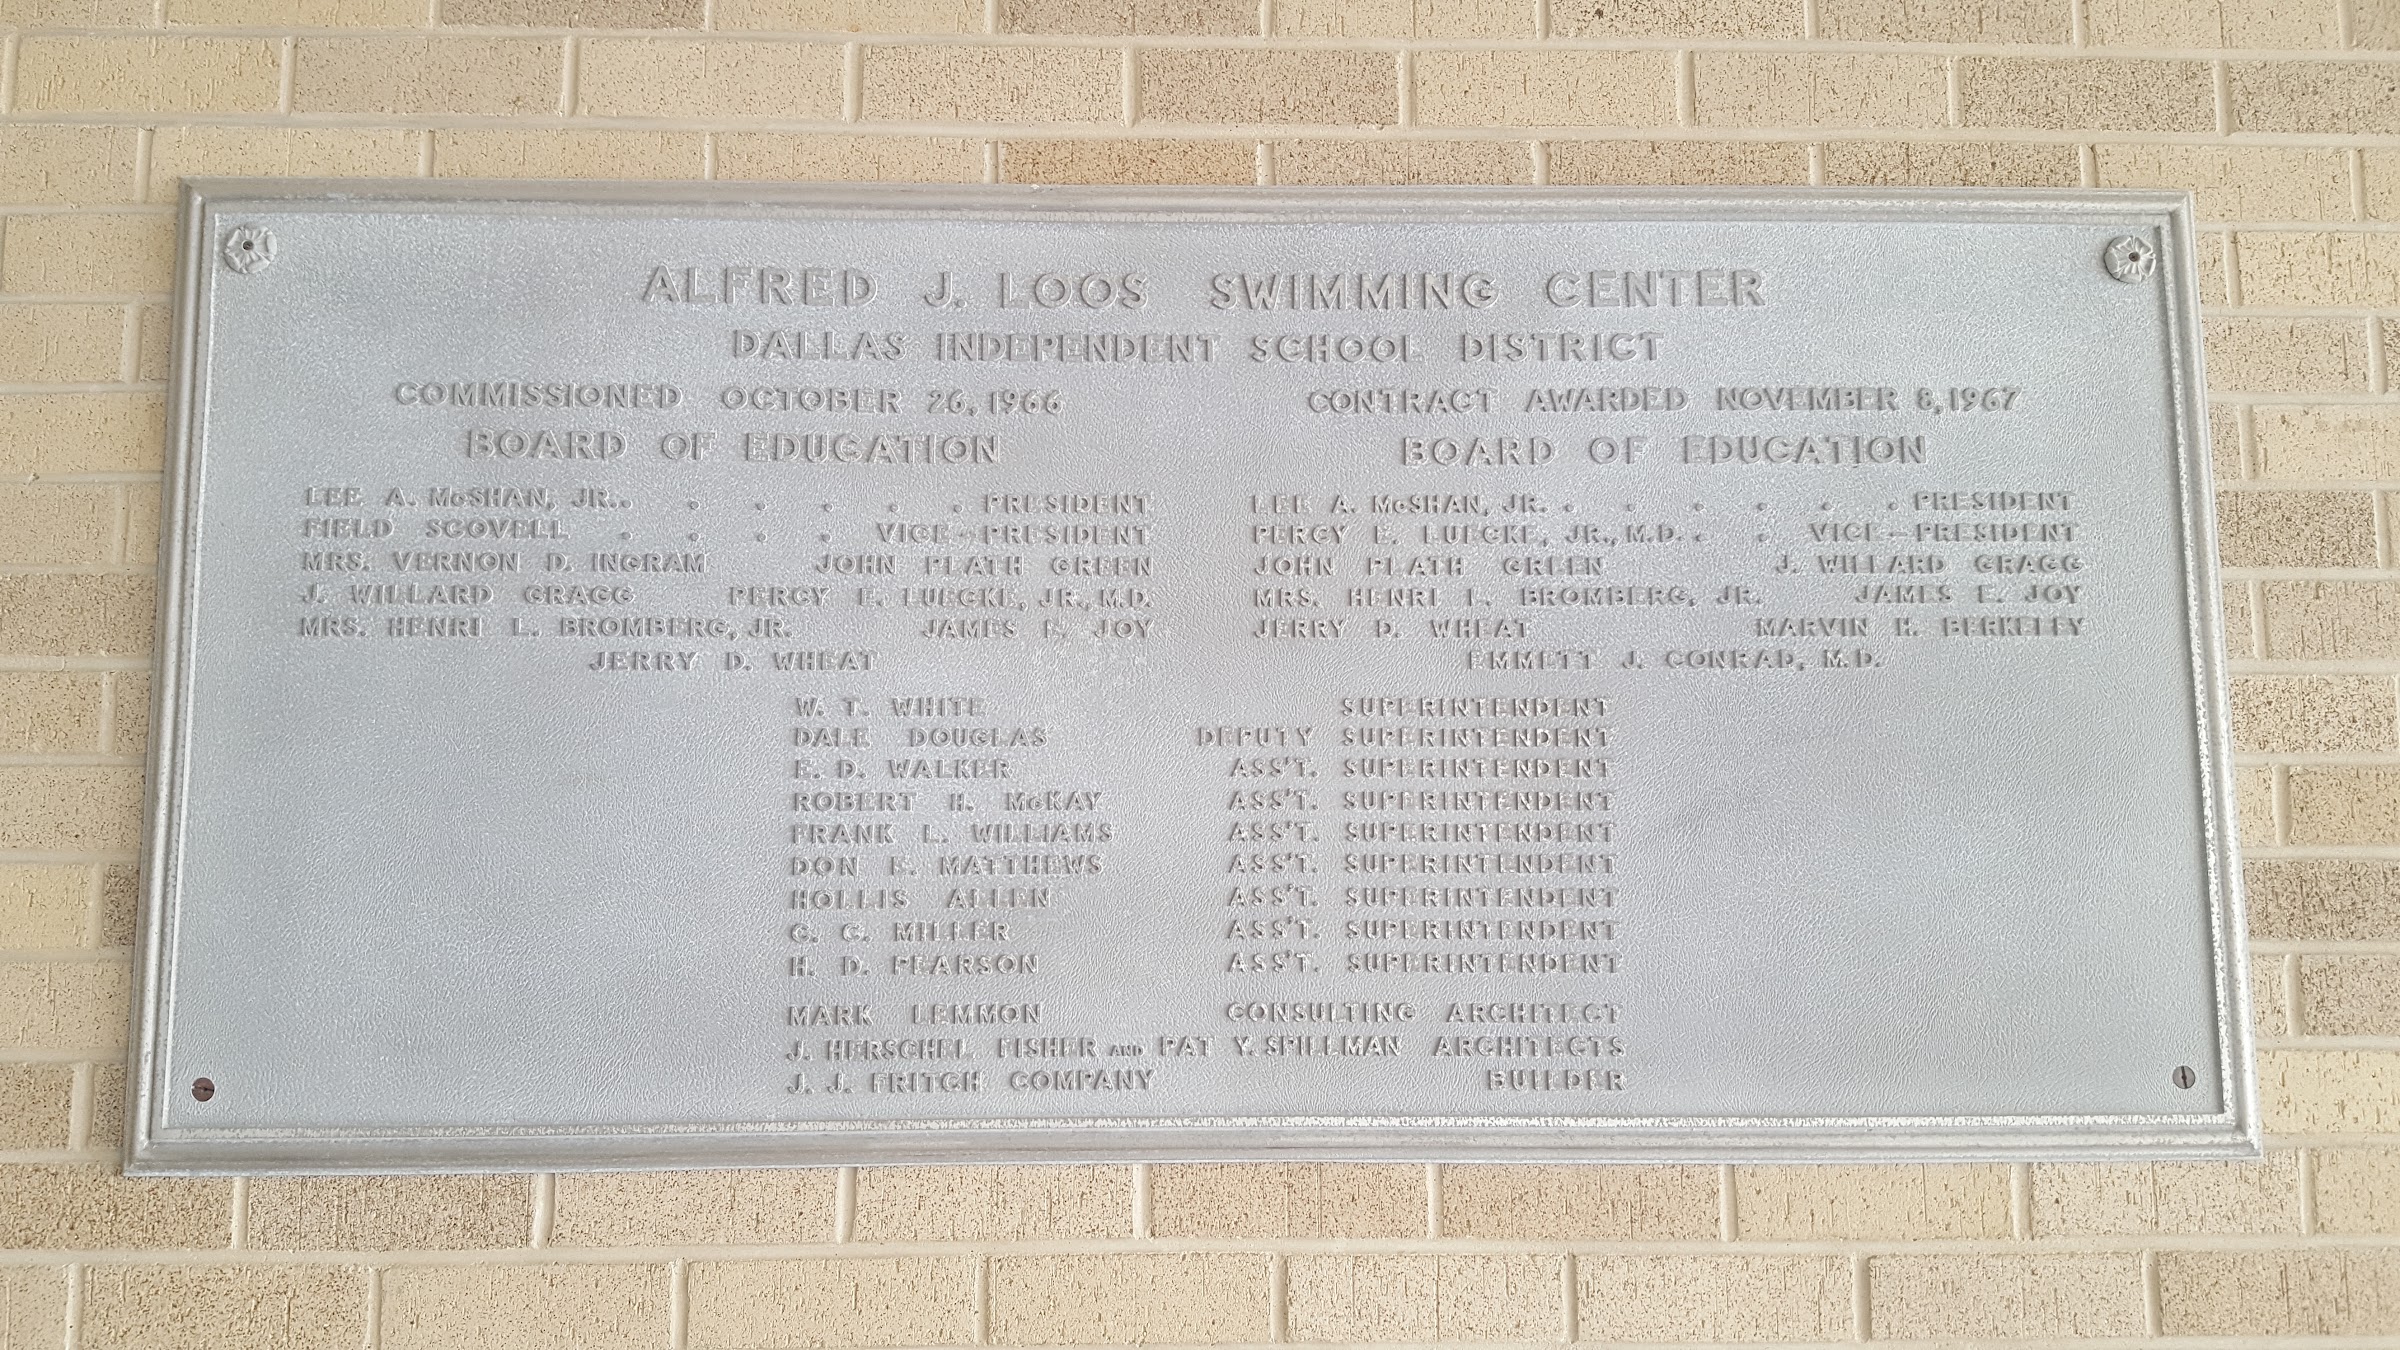 ALFRED J. LOOS SWIMMING CENTER
DALLAS INDEPENDENT SCHOOL DISTRICT
COMMISSIONED OCTOBER 26, 1966
BOARD OF EDUCATION
LEE A. McSHAN, JR. . . . . . . PRESIDENT
FIELD SCOVELL . . . . VICE-PRESIDENT
MRS. VERNON D. INGRAM JOHN PLATH GREEN
J. WILLARD GRAGG PERCY E. LUECKE, JR., M.D.
MRS. HENRI L. BROMBERG, JR. JAMES E. JOY
JERRY D. WHEAT
CONTRACT AWARDED NOVEMBER 8, 1967
BOARD OF EDUCATION
LEE A. McSHAN, JR. . . . . . . PRESIDENT
PERCY E. LUECKE, JR., M.D. . . VICE-PRESIDENT
JOHN PLATH GREEN J. WILLARD GRAGG
MRS. HENRI L. BROMBERG, JR. JAMES E. JOY
JERRY D. WHEAT MARVIN H. BERKELEY
EMMETT J. CONRAD, M.D.
W. T. WHITE SUPERINTENDENT
DALE DOUGLAS DEPUTY SUPERINTENDENT
E. D. WALKER ASS'T. SUPERINTENDENT
ROBERT H. McKAY ASS'T. SUPERINTENDENT
FRANK L. WILLIAMS ASS'T. SUPERINTENDENT
DON E. MATTHEWS ASS'T. SUPERINTENDENT
HOLLIS ALLEN ASS'T. SUPERINTENDENT
C. C. MILLER ASS'T. SUPERINTENDENT
H. D. PEARSON ASS'T. SUPERINTENDENT
MARK LEMMON CONSULTING ARCHITECT
J. HERSCHEL FISHER AND PAT Y. SPILLMAN ARCHITECTS
J. J. FRITCH COMPANY BUILDER